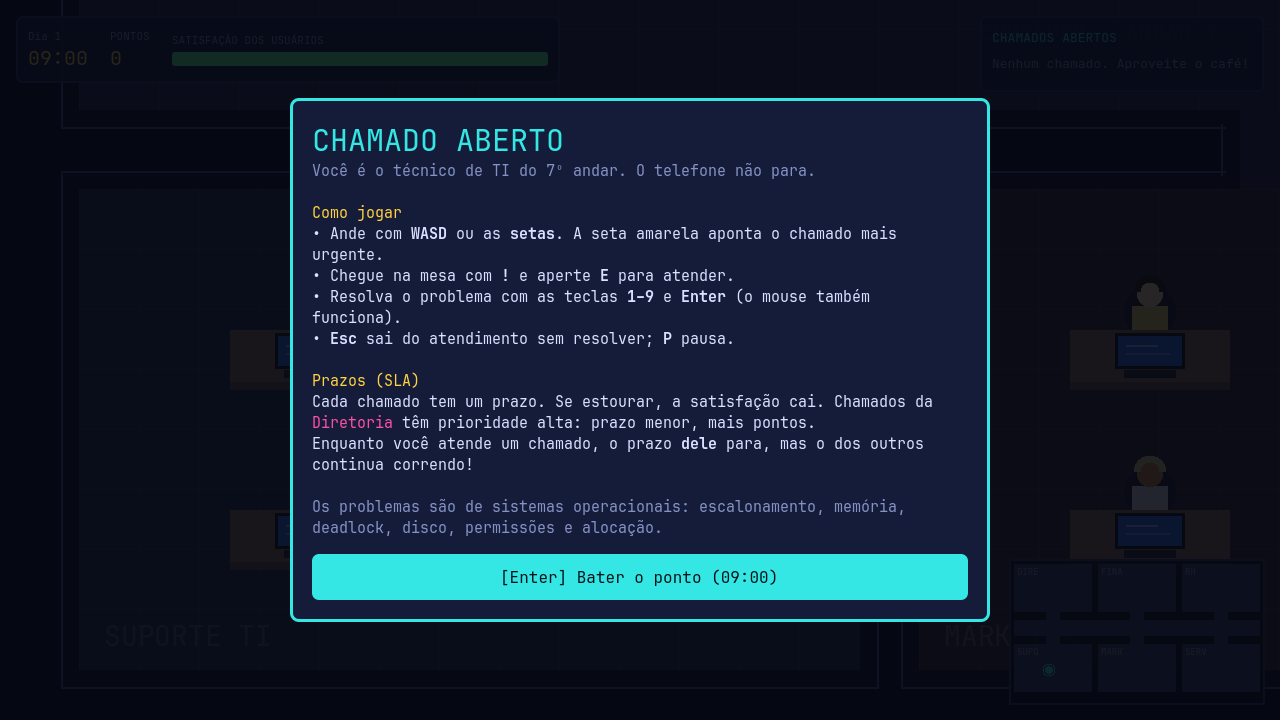 Dia 1
PONTOS
SATISFAÇÃO DOS USUÁRIOS
09:00
0
CHAMADOS ABERTOS
Nenhum chamado. Aproveite o café!
CHAMADO ABERTO
Você é o técnico de TI do 7º andar. O telefone não para.
Como jogar
• Ande com WASD ou as setas. A seta amarela aponta o chamado mais
urgente.
• Chegue na mesa com ! e aperte E para atender.
• Resolva o problema com as teclas 1–9 e Enter (o mouse também
funciona).
• Esc sai do atendimento sem resolver; P pausa.
Prazos (SLA)
Cada chamado tem um prazo. Se estourar, a satisfação cai. Chamados da
Diretoria têm prioridade alta: prazo menor, mais pontos.
Enquanto você atende um chamado, o prazo dele para, mas o dos outros
continua correndo!
Os problemas são de sistemas operacionais: escalonamento, memória,
deadlock, disco, permissões e alocação.
[Enter] Bater o ponto (09:00)
SUPORTE TI
MARK
DIRE
FINA
RH
SUPO
MARK
SERV